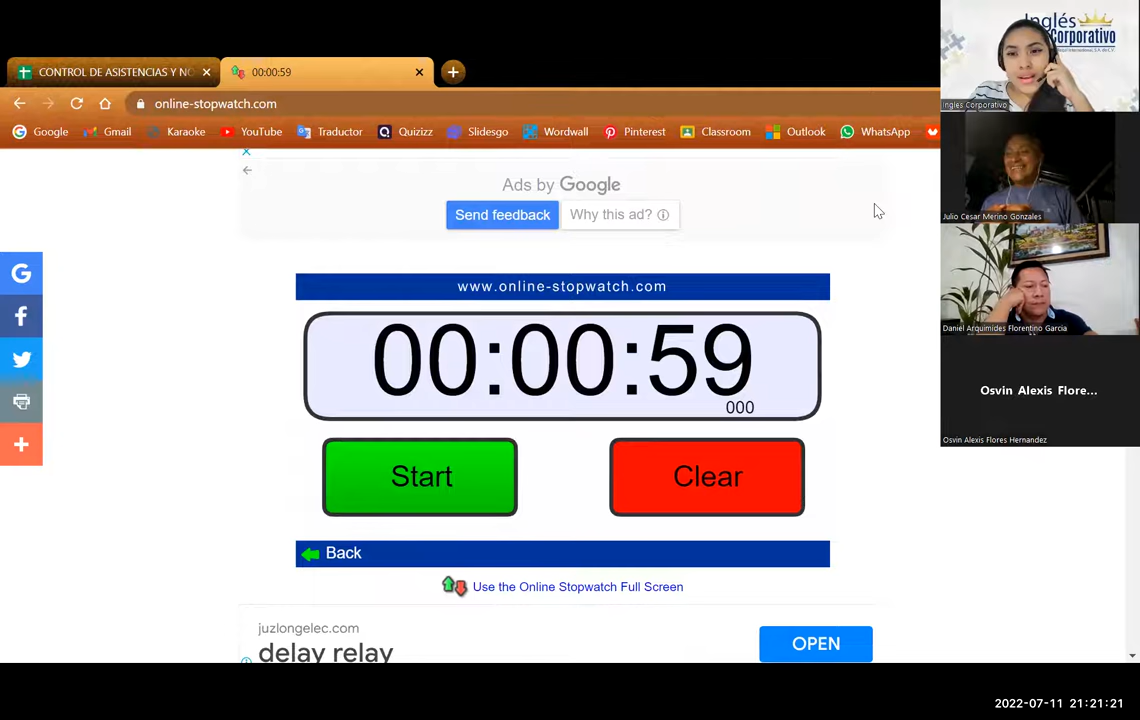 CONTROL DE ASISTENCIAS Y NO
00:00:59
online-stopwatch.com
Google
Gmail
Karaoke
YouTube
Traductor
Quizizz
Slidesgo
Wordwall
Pinterest
Classroom
Outlook
WhatsApp
Ads by Google
Send feedback
Why this ad?
www.online-stopwatch.com
00:00:59
000
Start
Clear
Back
Use the Online Stopwatch Full Screen
juzlongelec.com
delay relay
OPEN
Inglés
Corporativo
Ingles Corporativo
Julio Cesar Merino Gonzales
Daniel Arquimides Florentino Garcia
Osvin Alexis Flore...
Osvin Alexis Flores Hernandez
2022-07-11 21:21:21